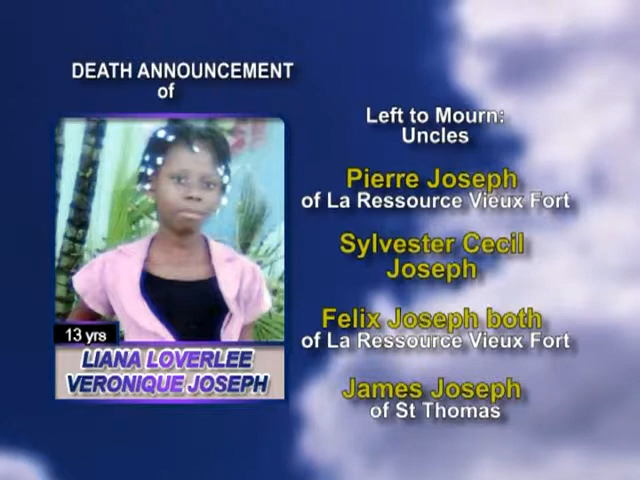 DEATH ANNOUNCEMENT
of
13 yrs
LIANA LOVERLEE
VERONIQUE JOSEPH
Left to Mourn:
Uncles
Pierre Joseph
of La Ressource Vieux Fort
Sylvester Cecil
Joseph
Felix Joseph both
of La Ressource Vieux Fort
James Joseph
of St Thomas